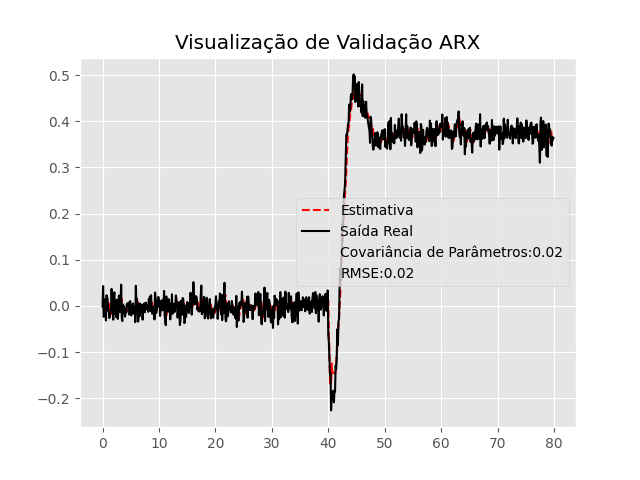 Visualização de Validação ARX
0.5
0.4
0.3
0.2
0.1
0.0
−0.1
−0.2
Estimativa
Saída Real
Covariância de Parâmetros:0.02
RMSE:0.02
0 10 20 30 40 50 60 70 80